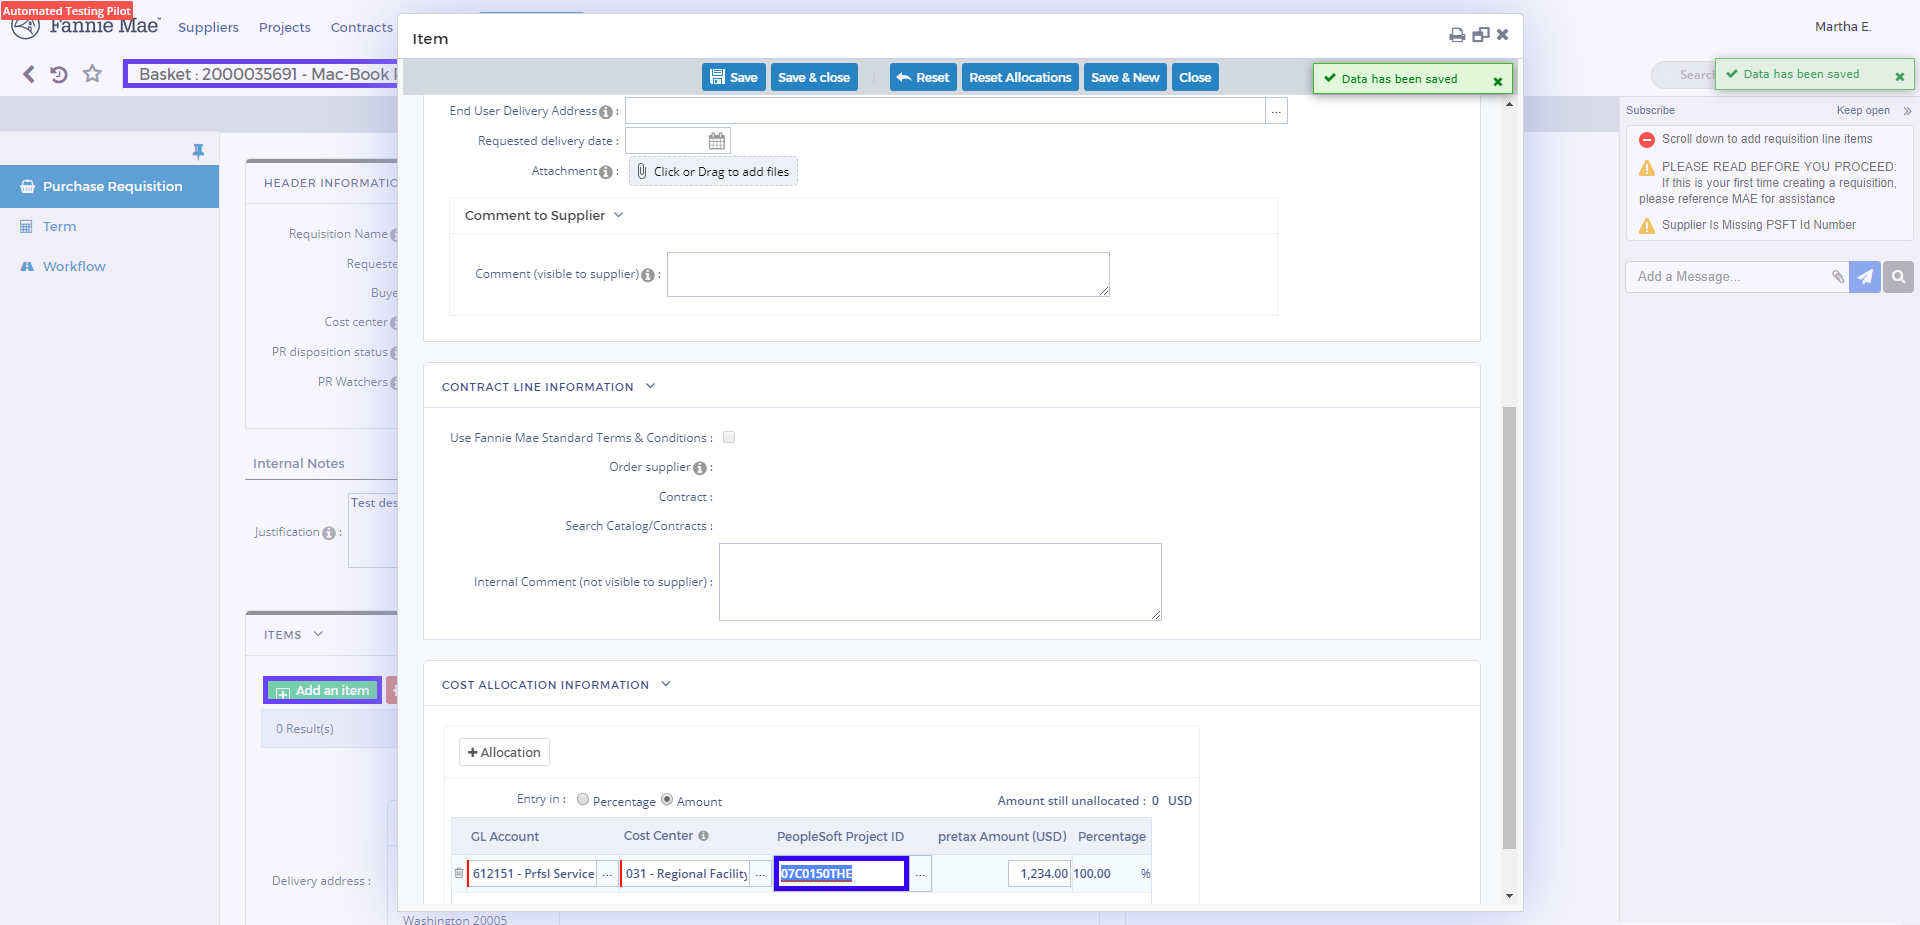 Automated Testing Pilot
Fannie Mae
Suppliers
Projects
Contracts
Martha E.
Basket : 2000035691 - Mac-Book
Search
Data has been saved
Item
Save
Save & close
Reset
Reset Allocations
Save & New
Close
Data has been saved
Subscribe
Keep open
Scroll down to add requisition line items
PLEASE READ BEFORE YOU PROCEED:
If this is your first time creating a requisition,
please reference MAE for assistance
Supplier Is Missing PSFT Id Number
Add a Message...
Purchase Requisition
Term
Workflow
HEADER INFORMATIO
Requisition Name
Requeste
Buye
Cost center
PR disposition status
PR Watchers
Internal Notes
Test des
Justification :
ITEMS
Add an item
0 Result(s)
Delivery address :
Washington 20005
End User Delivery Address :
...
Requested delivery date :
Attachment :
Click or Drag to add files
Comment to Supplier
Comment (visible to supplier) :
CONTRACT LINE INFORMATION
Use Fannie Mae Standard Terms & Conditions :
Order supplier :
Contract :
Search Catalog/Contracts :
Internal Comment (not visible to supplier) :
COST ALLOCATION INFORMATION
+ Allocation
Entry in : Percentage Amount
Amount still unallocated : 0 USD
GL Account Cost Center PeopleSoft Project ID pretax Amount (USD) Percentage
612151 - Prfsl Service ... 031 - Regional Facility ... 07C0150THE ... 1,234.00 100.00 %